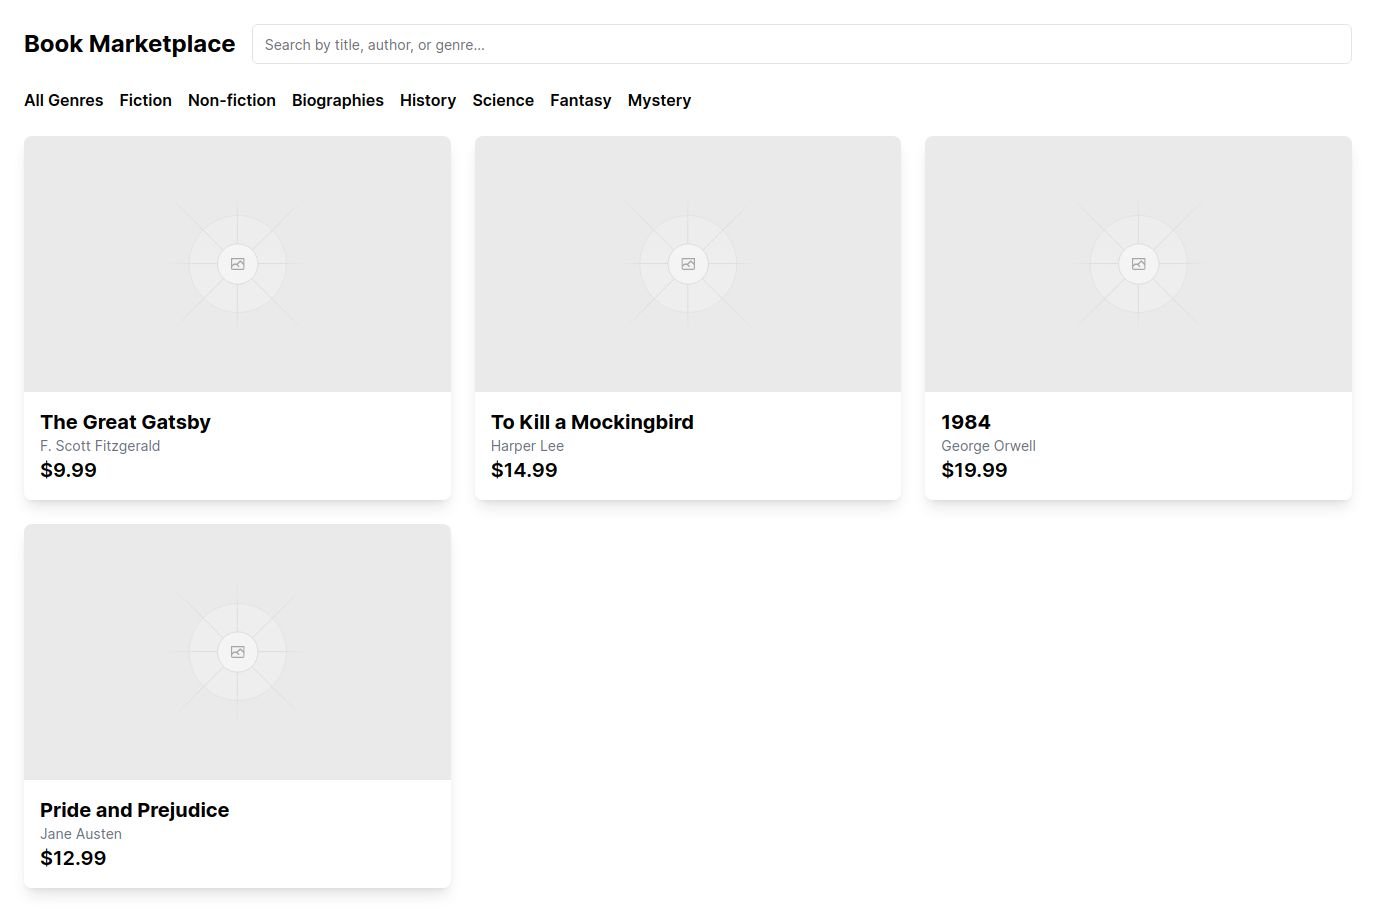 Book Marketplace
Search by title, author, or genre...
All Genres Fiction Non-fiction Biographies History Science Fantasy Mystery
The Great Gatsby
F. Scott Fitzgerald
$9.99
To Kill a Mockingbird
Harper Lee
$14.99
1984
George Orwell
$19.99
Pride and Prejudice
Jane Austen
$12.99